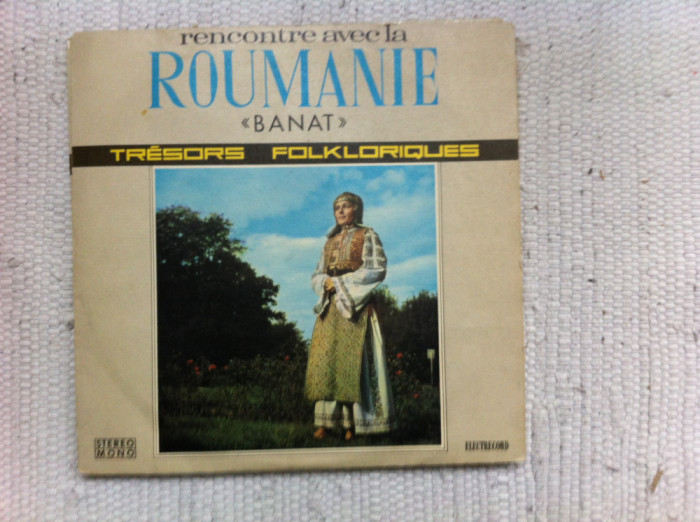 rencontre avec la
ROUMANIE
«BANAT»
TRÉSORS FOLKLORIQUES
STEREO
MONO
ELECTRECORD